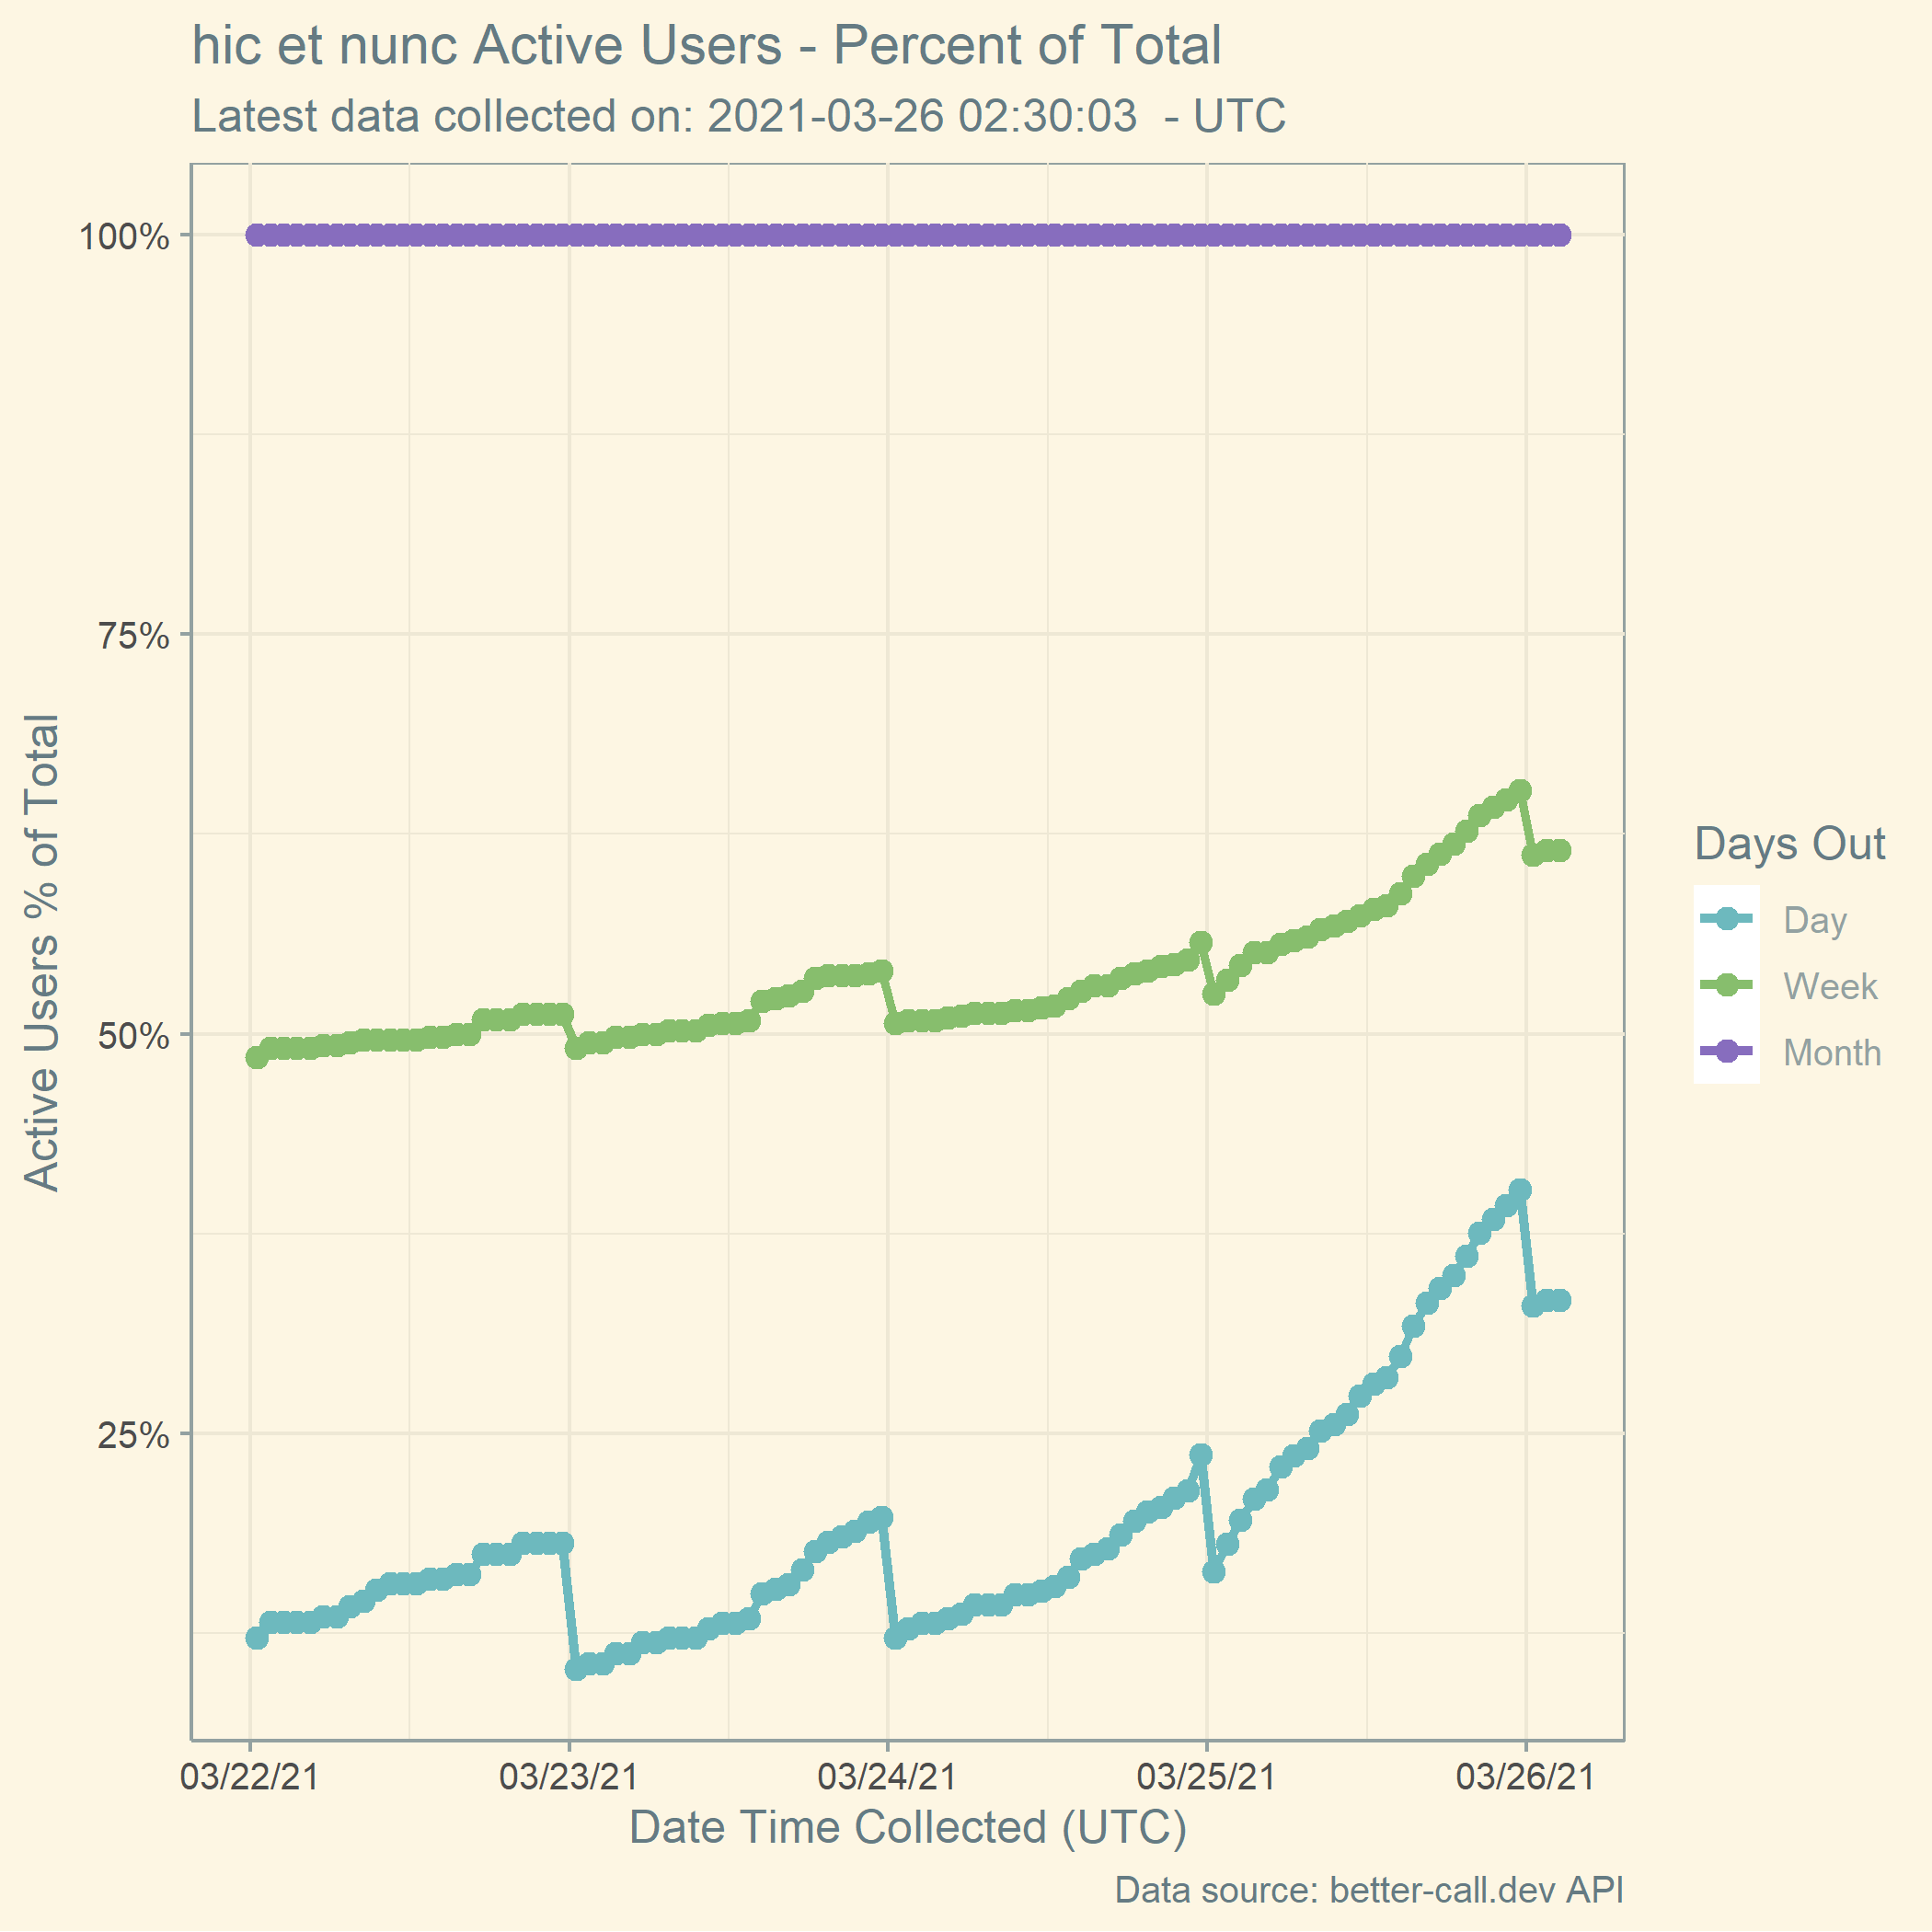 hic et nunc Active Users - Percent of Total
Latest data collected on: 2021-03-26 02:30:03  - UTC
Active Users % of Total
100%
75%
50%
25%
03/22/21
03/23/21
03/24/21
03/25/21
03/26/21
Date Time Collected (UTC)
Days Out
Day
Week
Month
Data source: better-call.dev API